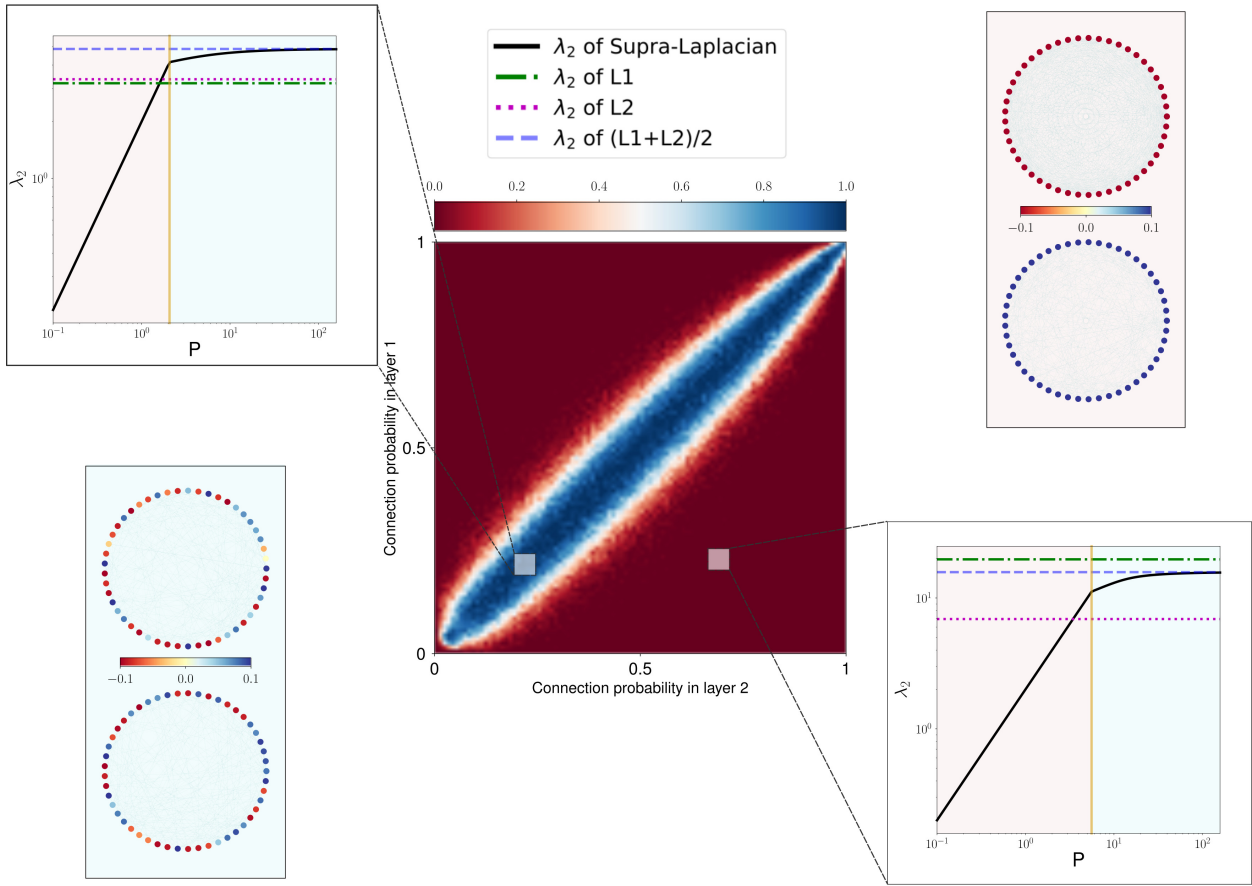 λ₂ of Supra-Laplacian
λ₂ of L1
λ₂ of L2
λ₂ of (L1+L2)/2
λ₂
10⁰
10⁻¹ 10⁰ 10¹ 10²
P
0.0 0.2 0.4 0.6 0.8 1.0
Connection probability in layer 1
1
0.5
0
0 0.5 1
Connection probability in layer 2
−0.1 0.0 0.1
−0.1 0.0 0.1
λ₂
10¹
10⁰
10⁻¹ 10⁰ 10¹ 10²
P